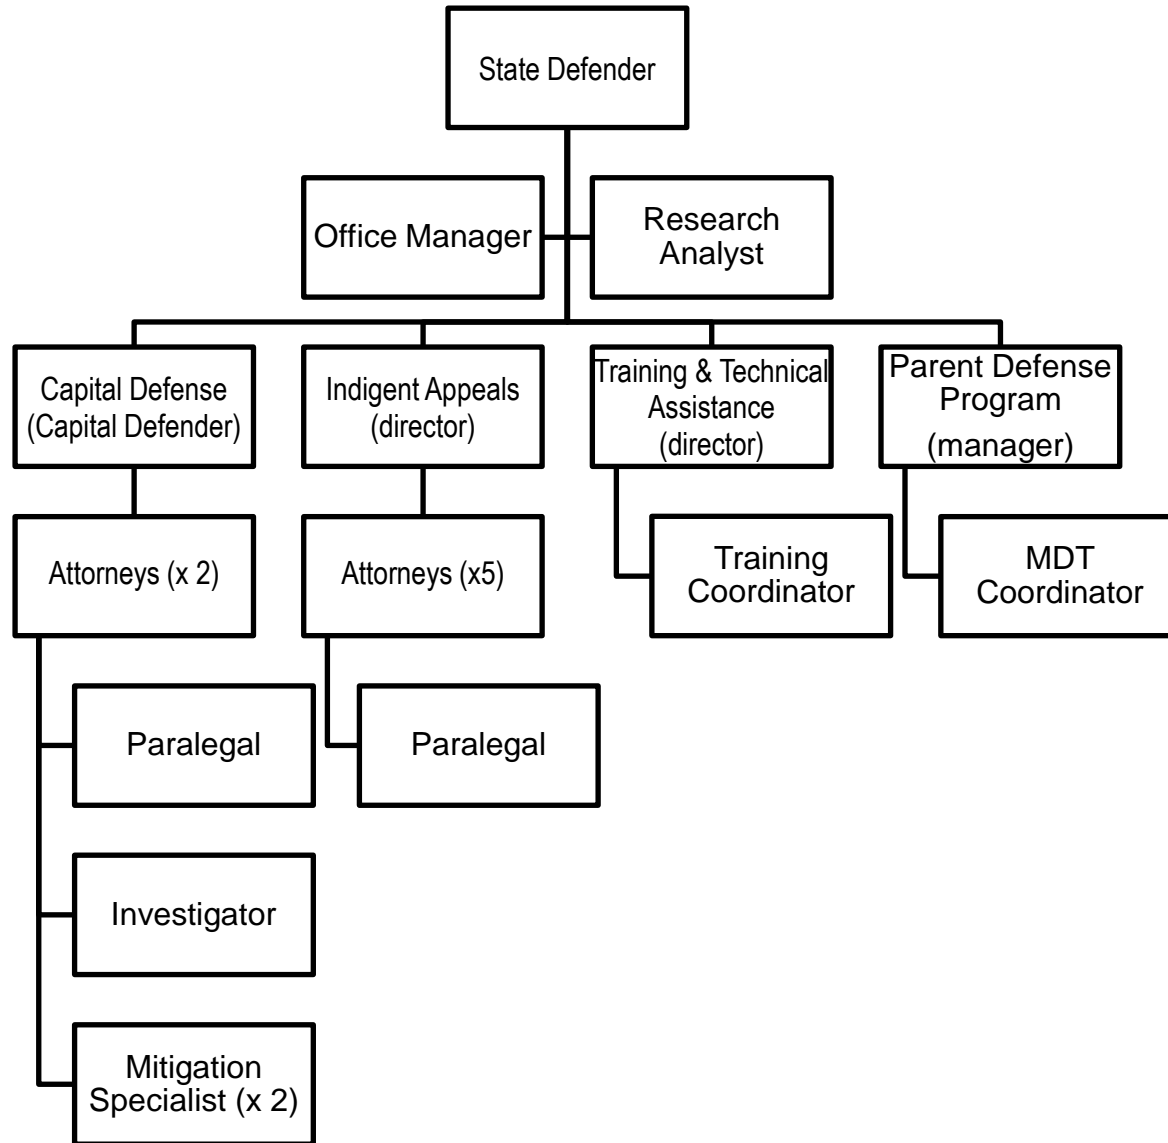 State Defender
Office Manager
Research
Analyst
Capital Defense
(Capital Defender)
Indigent Appeals
(director)
Training & Technical
Assistance
(director)
Parent Defense
Program
(manager)
Attorneys (x 2)
Attorneys (x5)
Training
Coordinator
MDT
Coordinator
Paralegal
Paralegal
Investigator
Mitigation
Specialist (x 2)